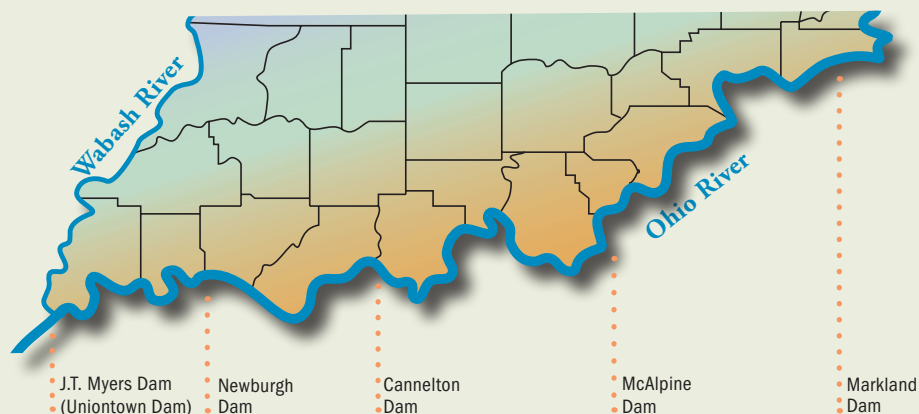 Wabash River
Ohio River
J.T. Myers Dam
(Uniontown Dam)
Newburgh
Dam
Cannelton
Dam
McAlpine
Dam
Markland
Dam